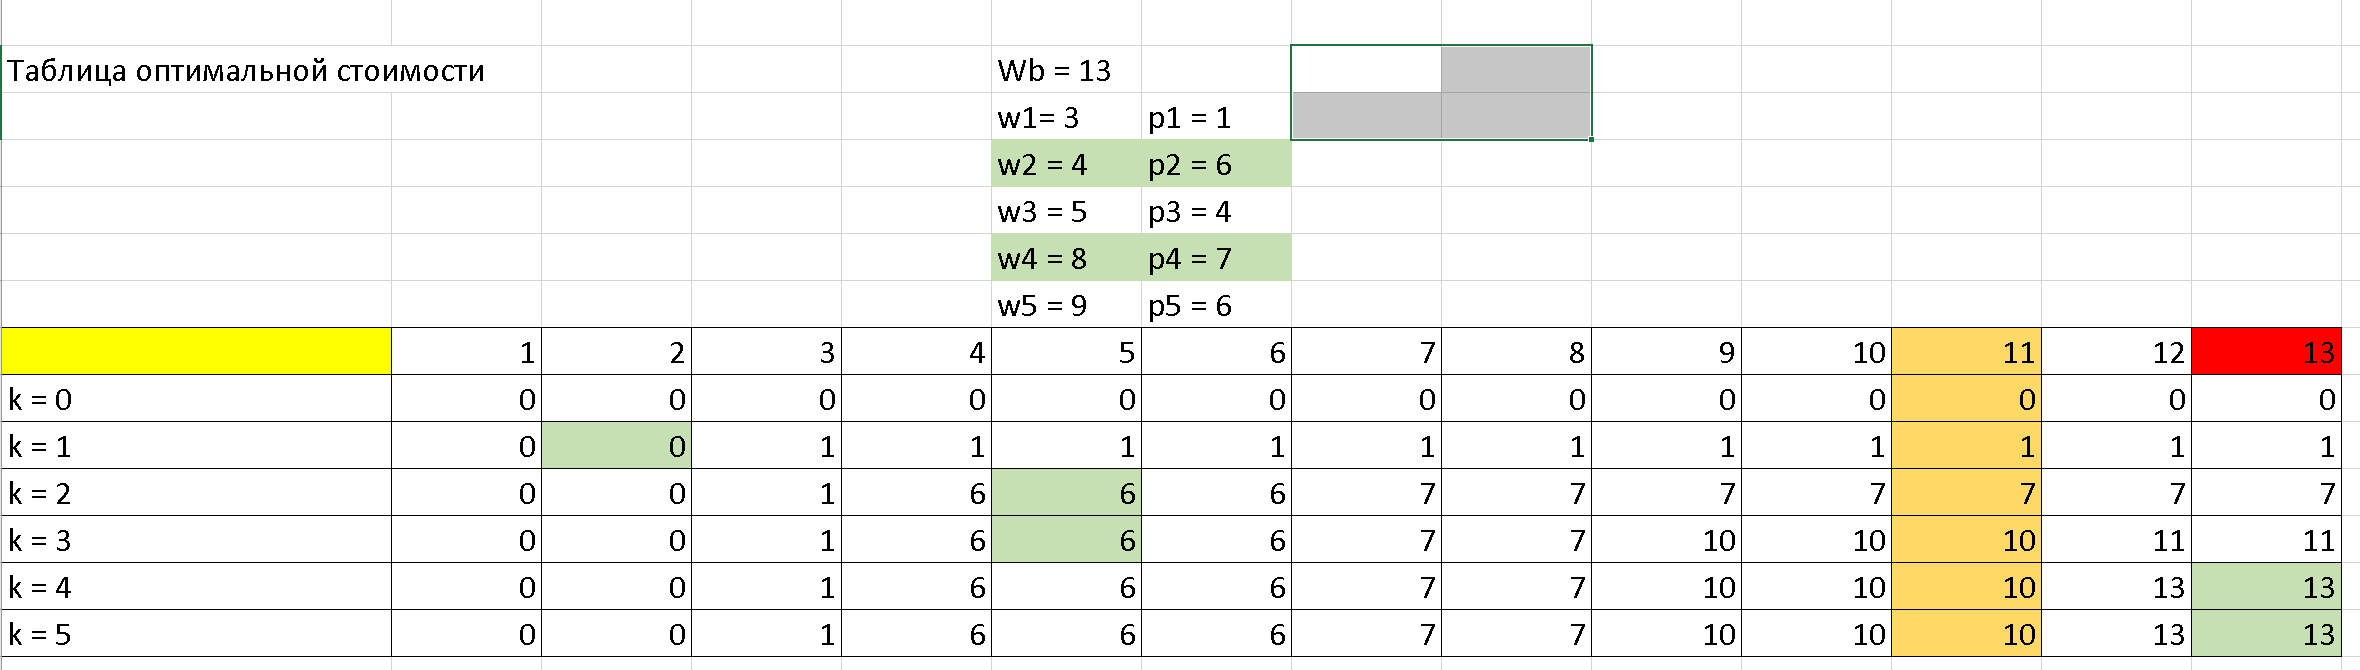 Таблица оптимальной стоимости Wb = 13
w1= 3 p1 = 1
w2 = 4 p2 = 6
w3 = 5 p3 = 4
w4 = 8 p4 = 7
w5 = 9 p5 = 6
1 2 3 4 5 6 7 8 9 10 11 12 13
k = 0 0 0 0 0 0 0 0 0 0 0 0 0 0
k = 1 0 0 1 1 1 1 1 1 1 1 1 1 1
k = 2 0 0 1 6 6 6 7 7 7 7 7 7 7
k = 3 0 0 1 6 6 6 7 7 10 10 10 11 11
k = 4 0 0 1 6 6 6 7 7 10 10 10 13 13
k = 5 0 0 1 6 6 6 7 7 10 10 10 13 13